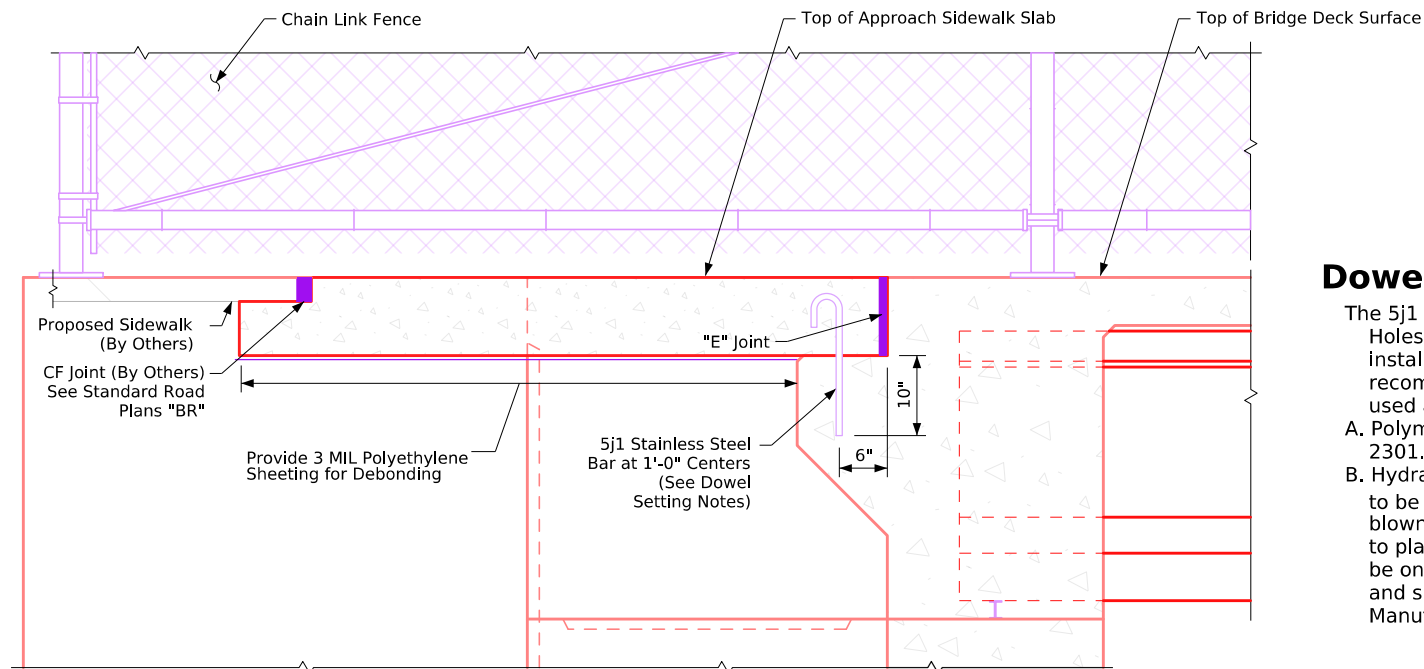 Chain Link Fence
Top of Approach Sidewalk Slab
Top of Bridge Deck Surface
Proposed Sidewalk
(By Others)
CF Joint (By Others)
See Standard Road
Plans "BR"
Provide 3 MIL Polyethylene
Sheeting for Debonding
"E" Joint
5j1 Stainless Steel
Bar at 1'-0" Centers
(See Dowel
Setting Notes)
10"
6"
The 5j1
Holes
A. Polym
2301.
B. Hydra
to be
blown
to pla
be on
and s
Manu
Dowe
instal
recom
used